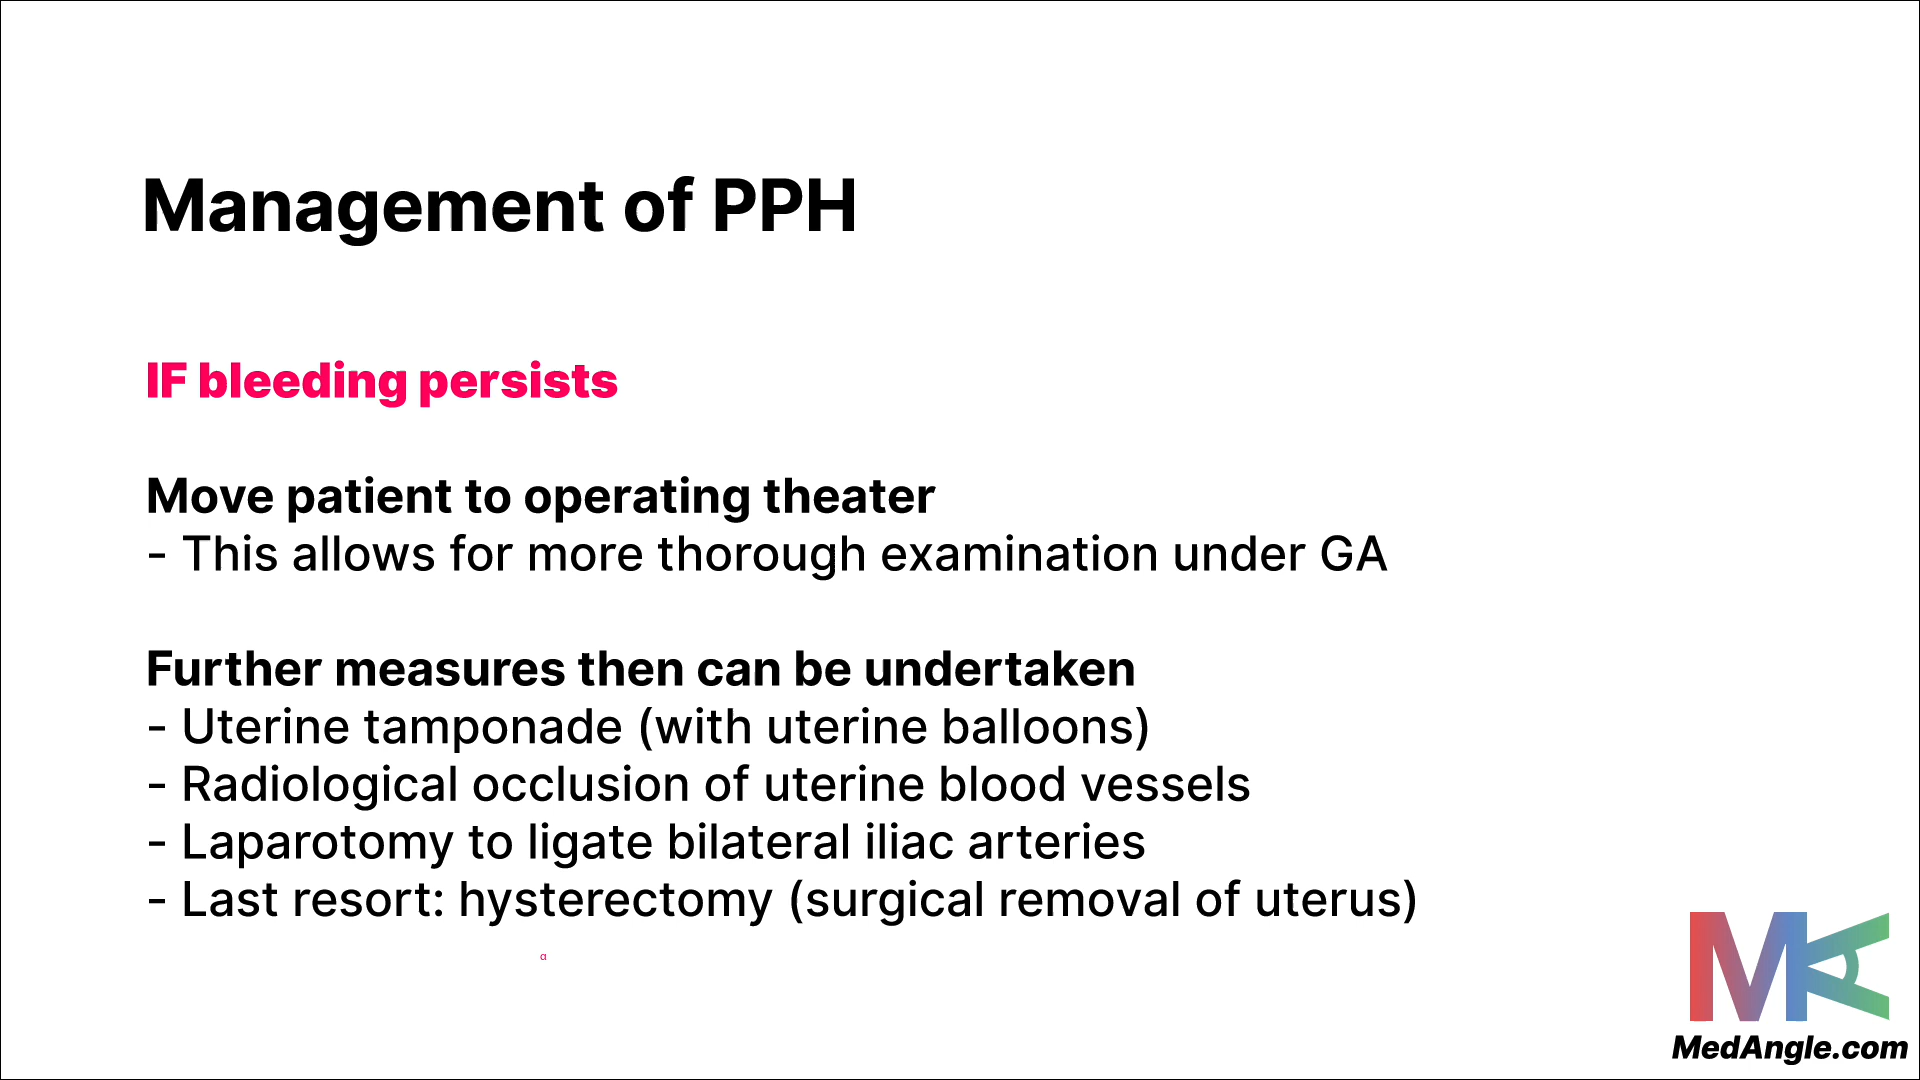 Management of PPH
IF bleeding persists
Move patient to operating theater
- This allows for more thorough examination under GA
Further measures then can be undertaken
- Uterine tamponade (with uterine balloons)
- Radiological occlusion of uterine blood vessels
- Laparotomy to ligate bilateral iliac arteries
- Last resort: hysterectomy (surgical removal of uterus)
α
MA
MedAngle.com